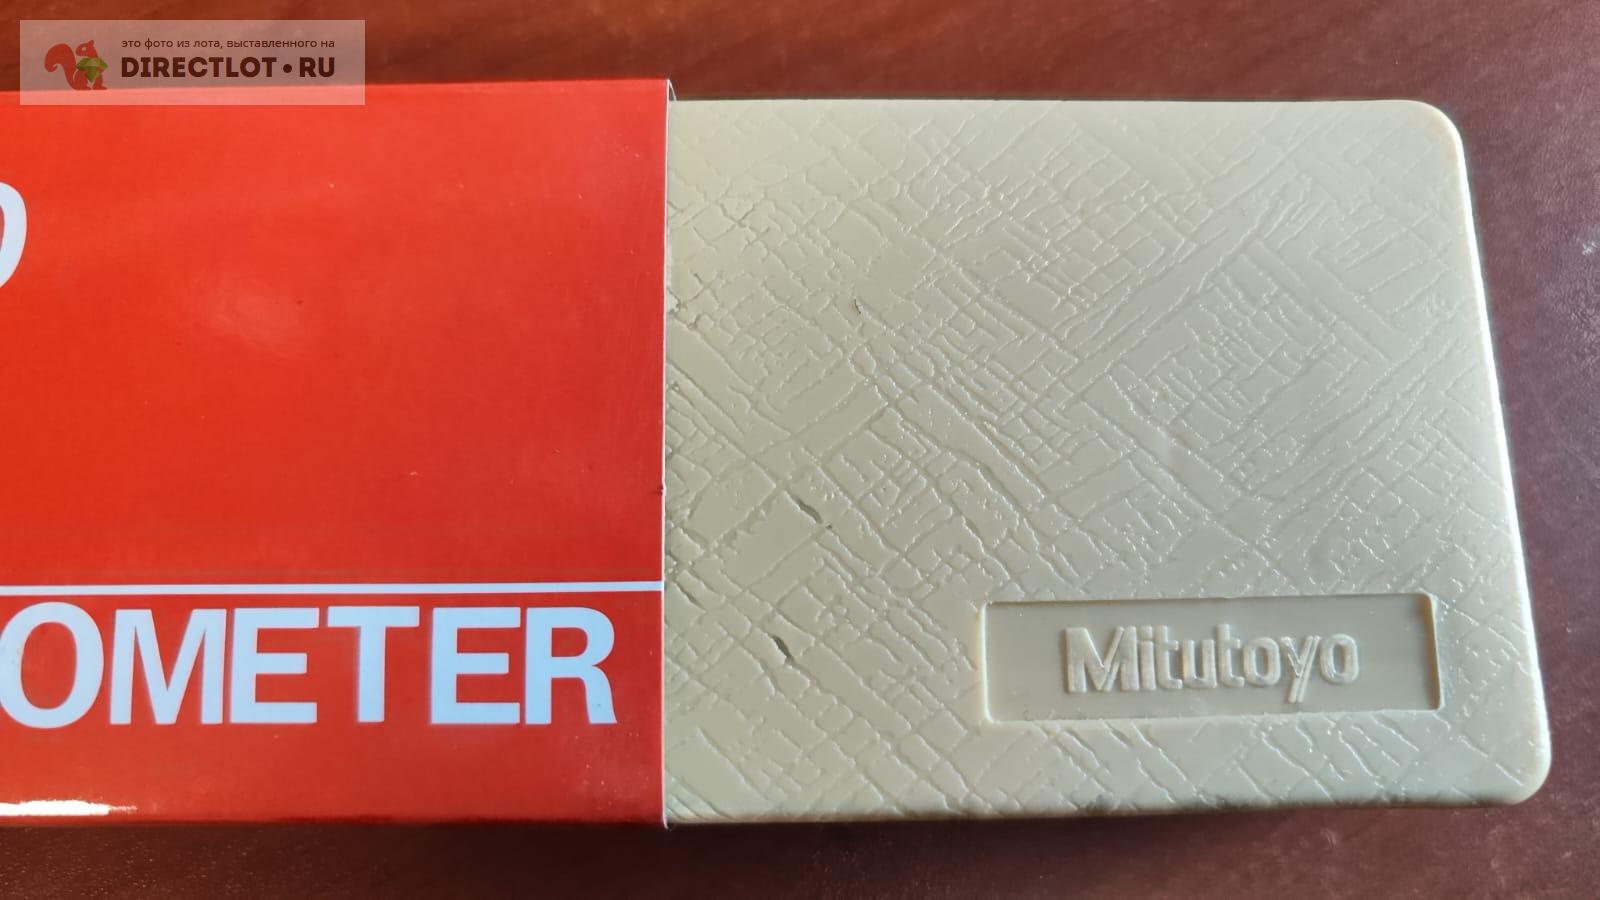 это фото из лота, выставленного на
DIRECTLOT•RU
O
OMETER
Mitutoyo